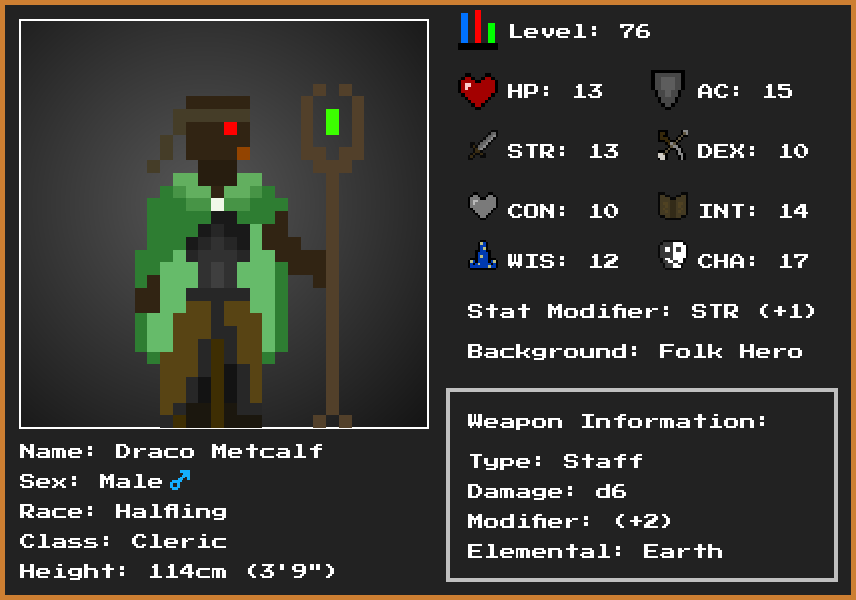 Level: 76
HP: 13 AC: 15
STR: 13 DEX: 10
CON: 10 INT: 14
WIS: 12 CHA: 17
Stat Modifier: STR (+1)
Background: Folk Hero
Weapon Information:
Type: Staff
Damage: d6
Modifier: (+2)
Elemental: Earth
Name: Draco Metcalf
Sex: Male ♂
Race: Halfling
Class: Cleric
Height: 114cm (3'9")